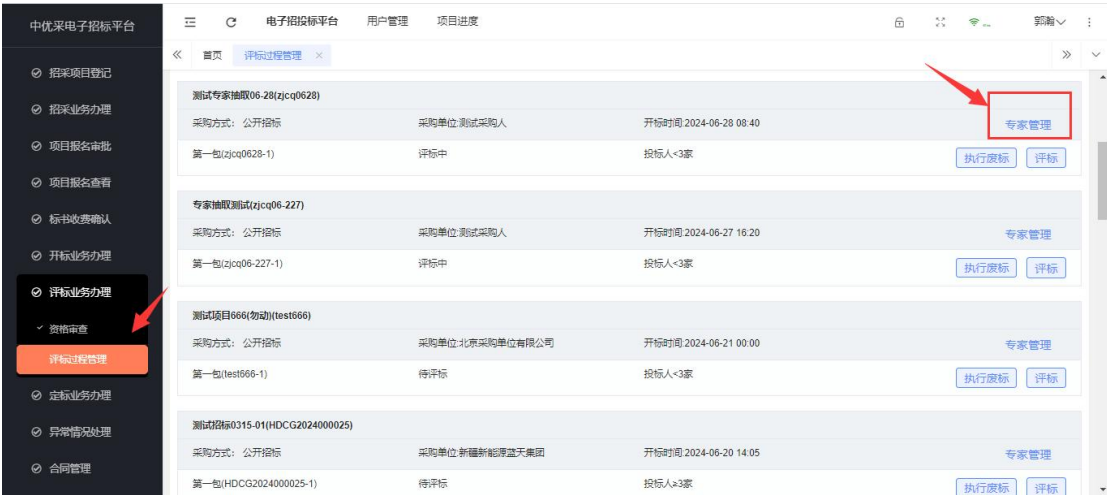 中优采电子招标平台
电子招投标平台 用户管理 项目进度 郭瀚
首页 评标过程管理 ×
招采项目登记
招采业务办理
项目报名审批
项目报名查看
标书收费确认
开标业务办理
评标业务办理
资格审查
评标过程管理
定标业务办理
异常情况处理
合同管理
测试专家抽取06-28(zjcq0628)
采购方式: 公开招标 采购单位:测试采购人 开标时间:2024-06-28 08:40 专家管理
第一包(zjcq0628-1) 评标中 投标人<3家 执行废标 评标
专家抽取测试(zjcq06-227)
采购方式: 公开招标 采购单位:测试采购人 开标时间:2024-06-27 16:20 专家管理
第一包(zjcq06-227-1) 评标中 投标人<3家 执行废标 评标
测试项目666(勿动)(test666)
采购方式: 公开招标 采购单位:北京采购单位有限公司 开标时间:2024-06-21 00:00 专家管理
第一包(test666-1) 待评标 投标人<3家 执行废标 评标
测试招标0315-01(HDCG2024000025)
采购方式: 公开招标 采购单位:新疆新能源蓝天集团 开标时间:2024-06-20 14:05 专家管理
第一包(HDCG2024000025-1) 待评标 投标人≥3家 执行废标 评标